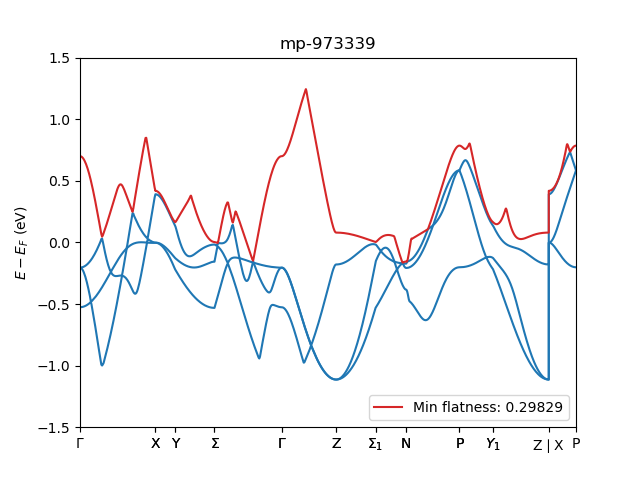 mp-973339
E − E_F (eV)
1.5
1.0
0.5
0.0
−0.5
−1.0
−1.5
Min flatness: 0.29829
Γ X Y Σ Γ Z Σ₁ N P Y₁ Z | X P